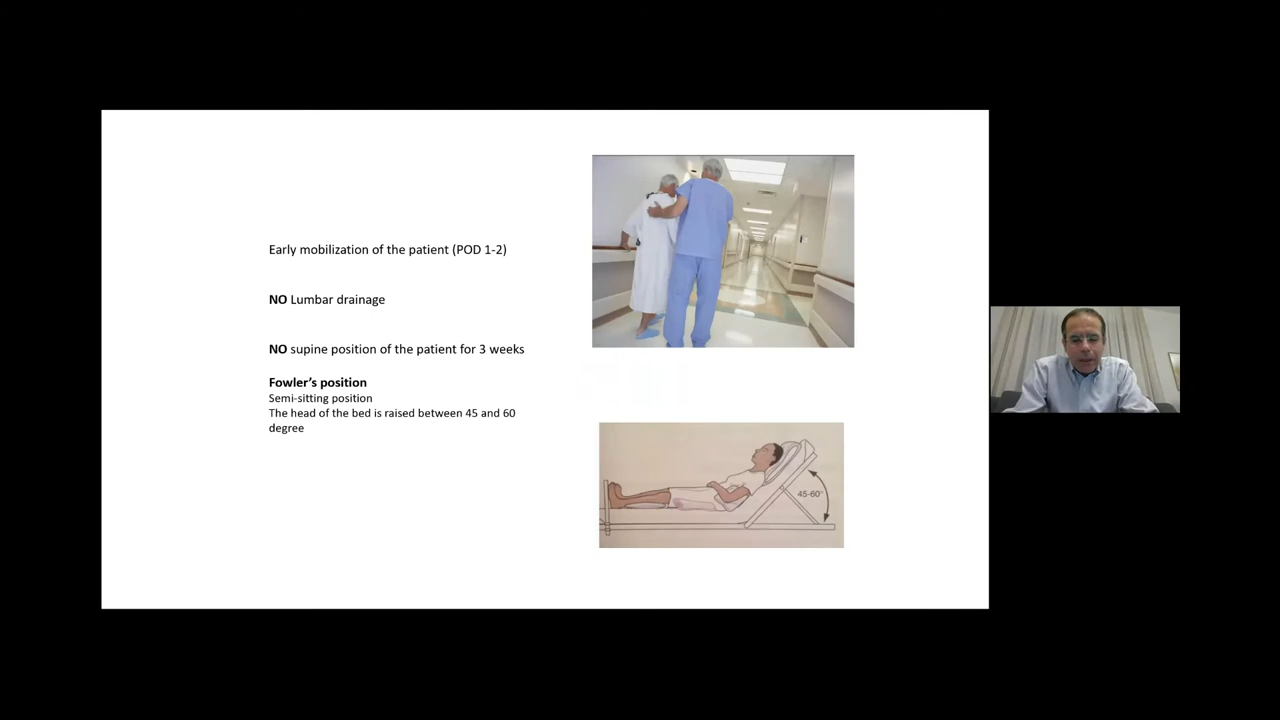 Early mobilization of the patient (POD 1-2)
NO Lumbar drainage
NO supine position of the patient for 3 weeks
Fowler's position
Semi-sitting position
The head of the bed is raised between 45 and 60
degree
45-60°